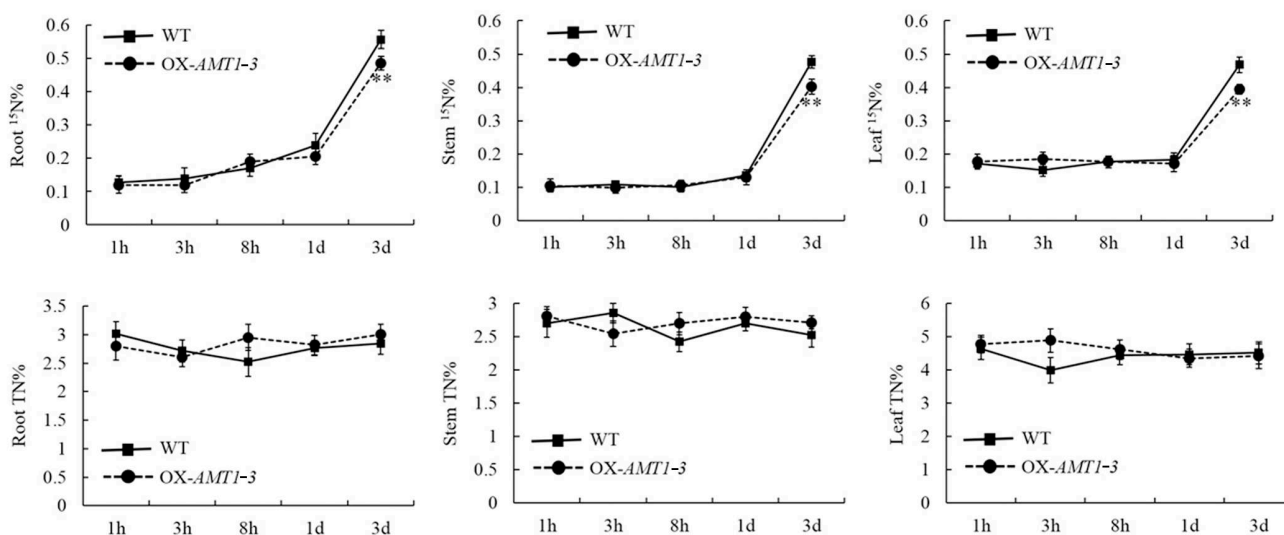 Root ¹⁵N%
0.6
0.5
0.4
0.3
0.2
0.1
0
WT
OX-AMT1-3
**
1h 3h 8h 1d 3d
Stem ¹⁵N%
0.6
0.5
0.4
0.3
0.2
0.1
0
WT
OX-AMT1-3
**
1h 3h 8h 1d 3d
Leaf ¹⁵N%
0.6
0.5
0.4
0.3
0.2
0.1
0
WT
OX-AMT1-3
**
1h 3h 8h 1d 3d
Root TN%
3.5
3
2.5
2
1.5
1
0.5
0
WT
OX-AMT1-3
1h 3h 8h 1d 3d
Stem TN%
3
2.5
2
1.5
1
0.5
0
WT
OX-AMT1-3
1h 3h 8h 1d 3d
Leaf TN%
6
5
4
3
2
1
0
WT
OX-AMT1-3
1h 3h 8h 1d 3d